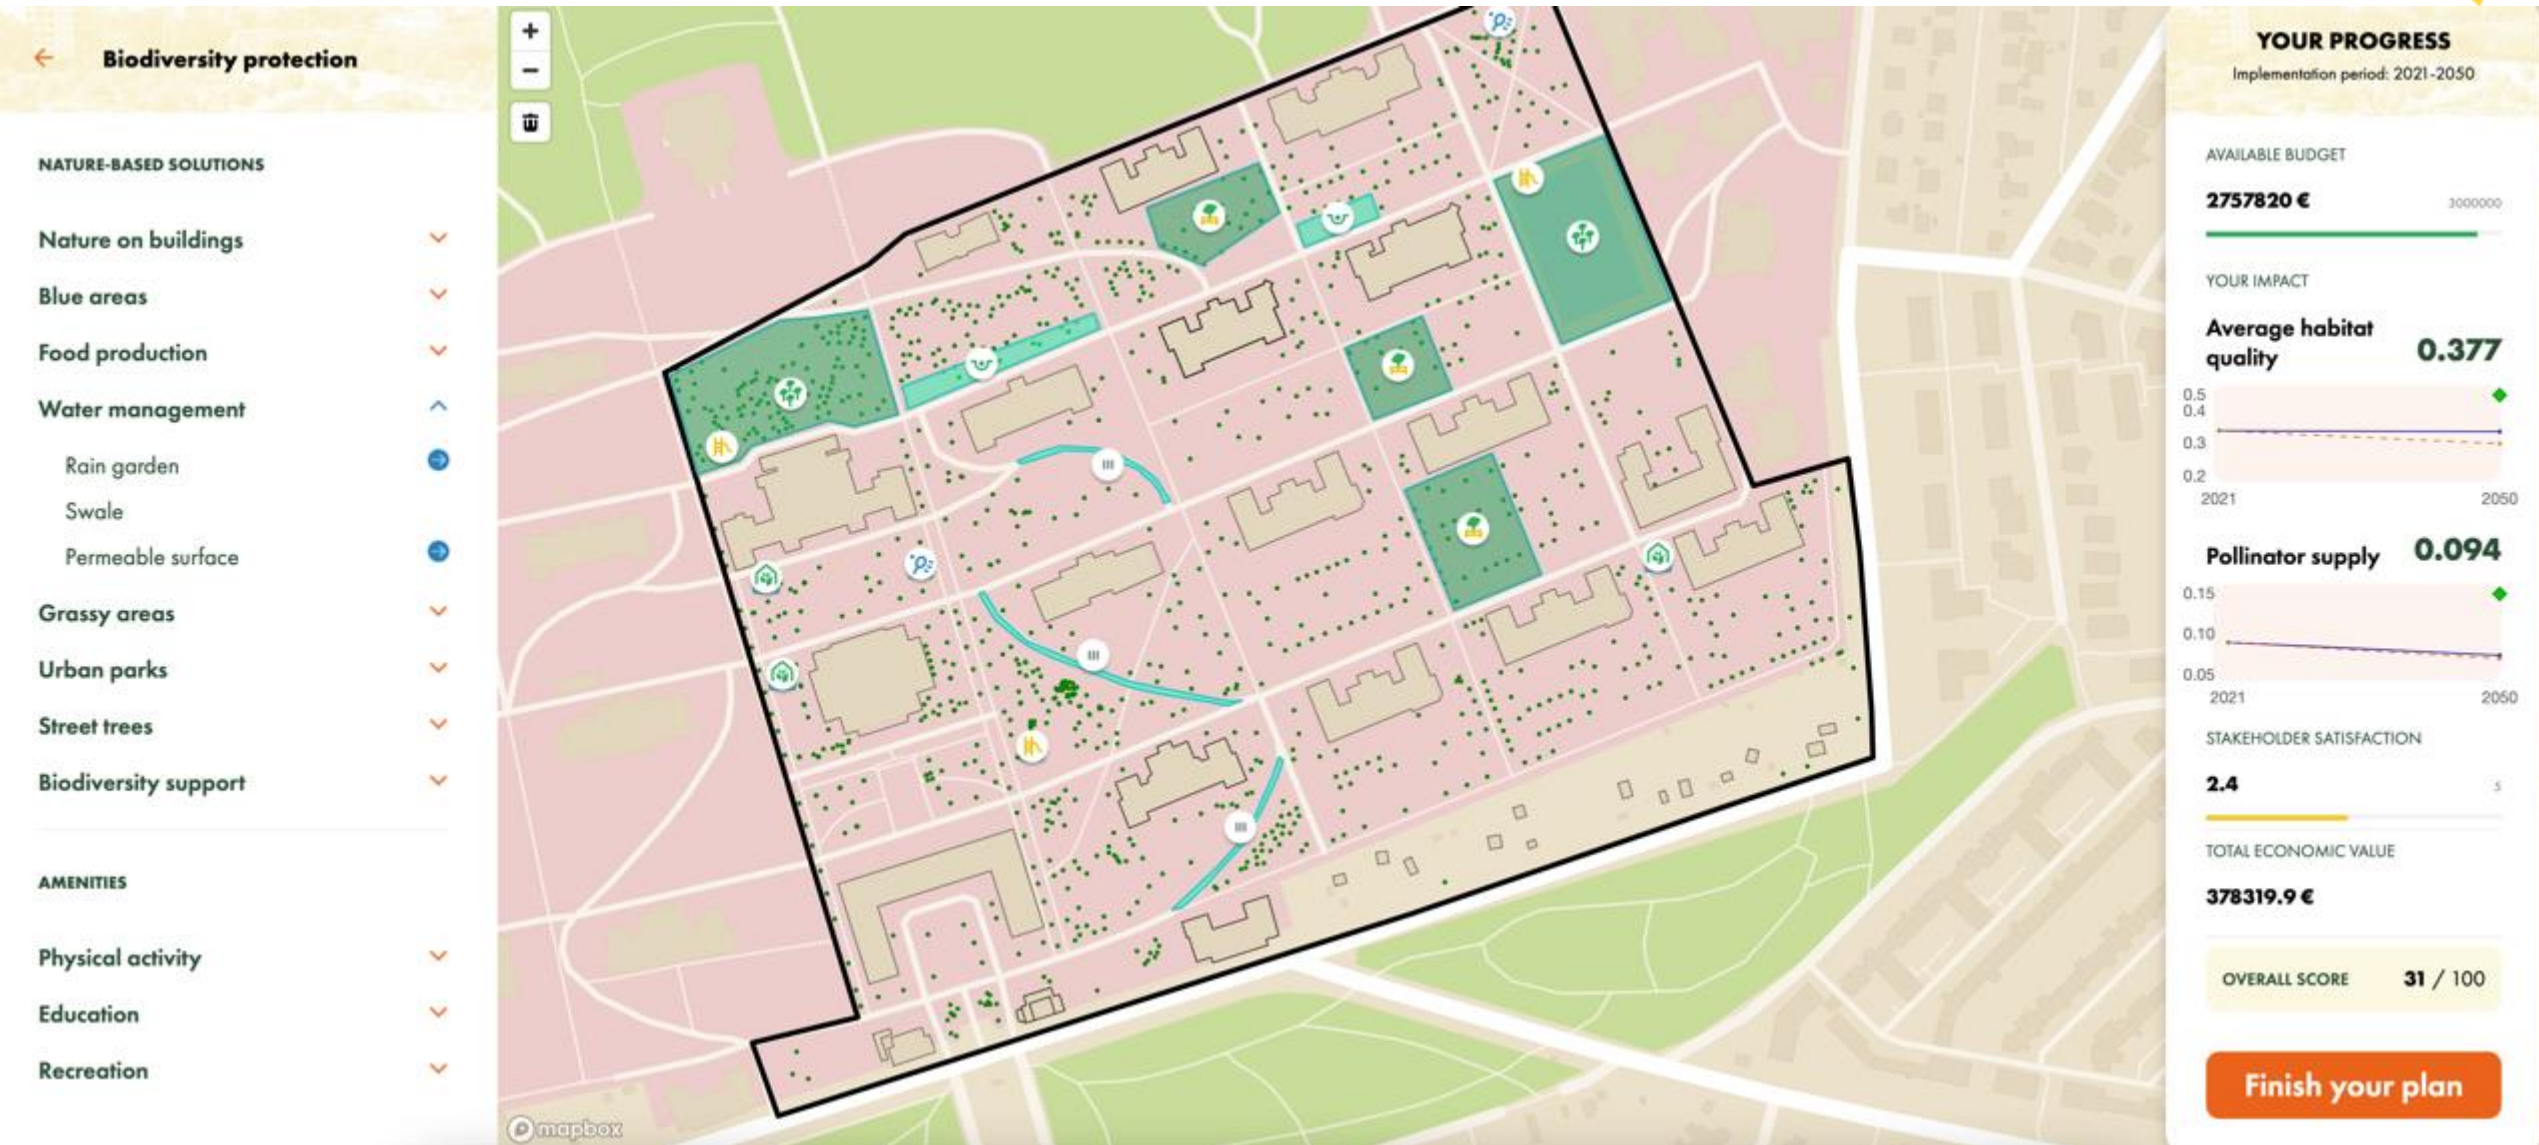 Biodiversity protection
NATURE-BASED SOLUTIONS
Nature on buildings
Blue areas
Food production
Water management
Rain garden
Swale
Permeable surface
Grassy areas
Urban parks
Street trees
Biodiversity support
AMENITIES
Physical activity
Education
Recreation
+
−
mapbox
YOUR PROGRESS
Implementation period: 2021-2050
AVAILABLE BUDGET
2757820 € 3000000
YOUR IMPACT
Average habitat
quality 0.377
0.5
0.4
0.3
0.2
2021 2050
Pollinator supply 0.094
0.15
0.10
0.05
2021 2050
STAKEHOLDER SATISFACTION
2.4 5
TOTAL ECONOMIC VALUE
378319.9 €
OVERALL SCORE 31 / 100
Finish your plan